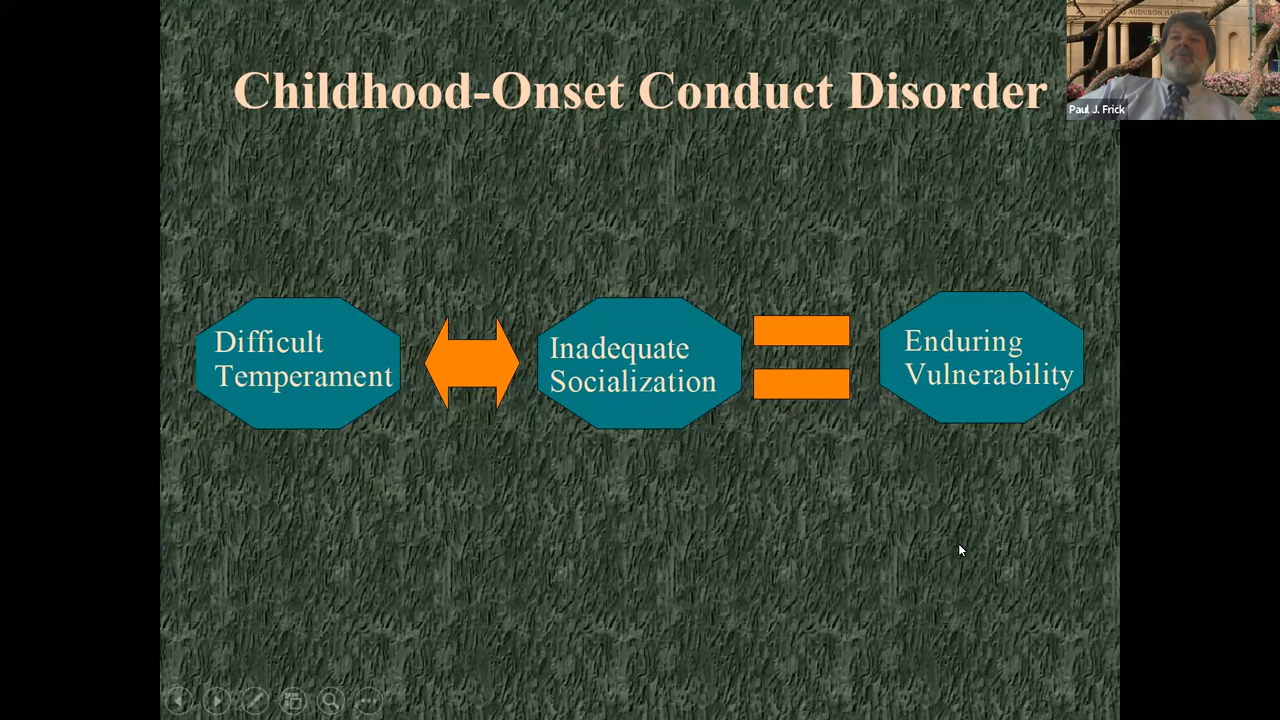 Childhood-Onset Conduct Disorder
Paul J. Frick
Difficult
Temperament
Inadequate
Socialization
Enduring
Vulnerability